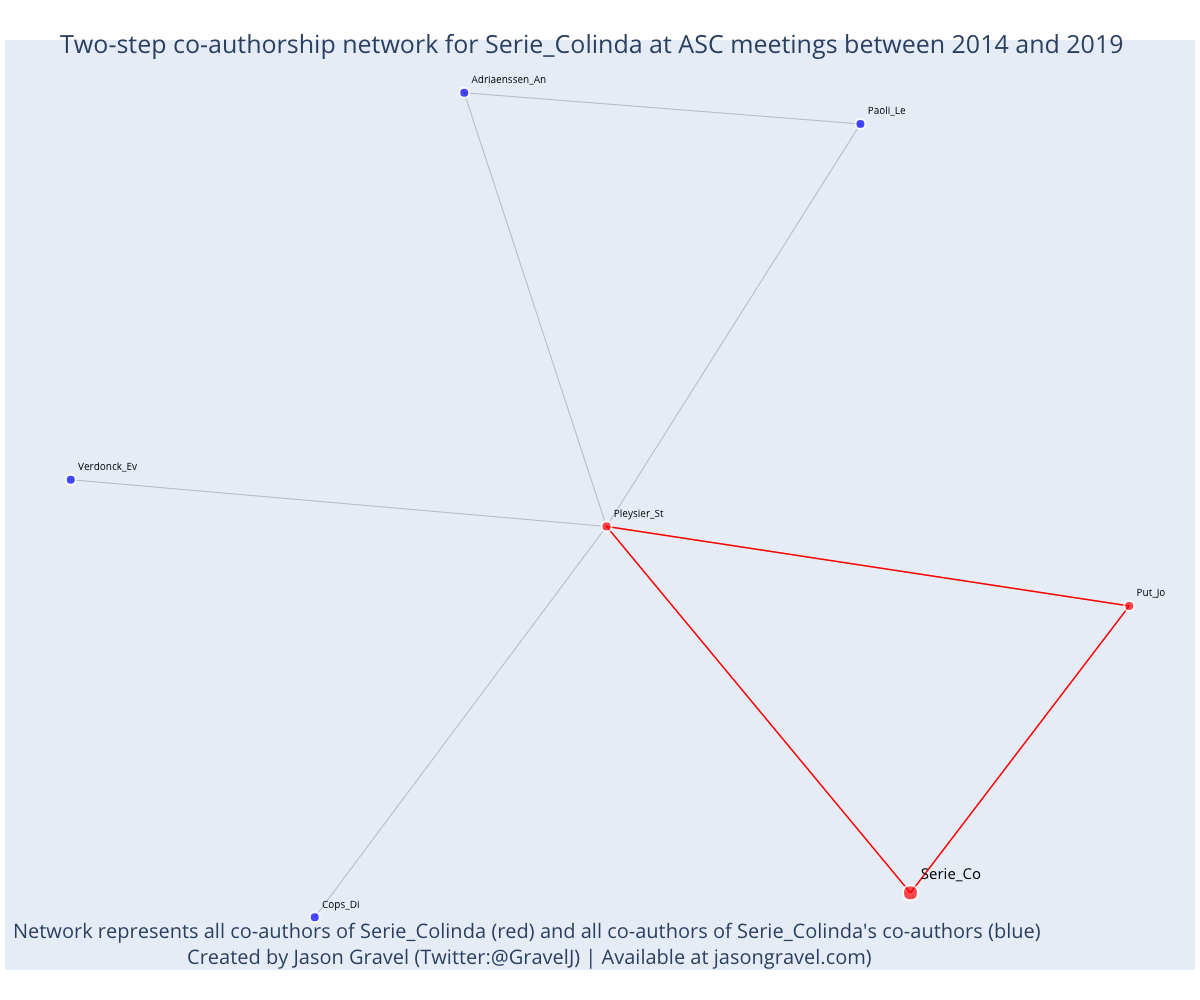 Two-step co-authorship network for Serie_Colinda at ASC meetings between 2014 and 2019
Adriaenssen_An
Paoli_Le
Verdonck_Ev
Pleysier_St
Put_Jo
Serie_Co
Cops_Di
Network represents all co-authors of Serie_Colinda (red) and all co-authors of Serie_Colinda's co-authors (blue)
Created by Jason Gravel (Twitter:@GravelJ) | Available at jasongravel.com)